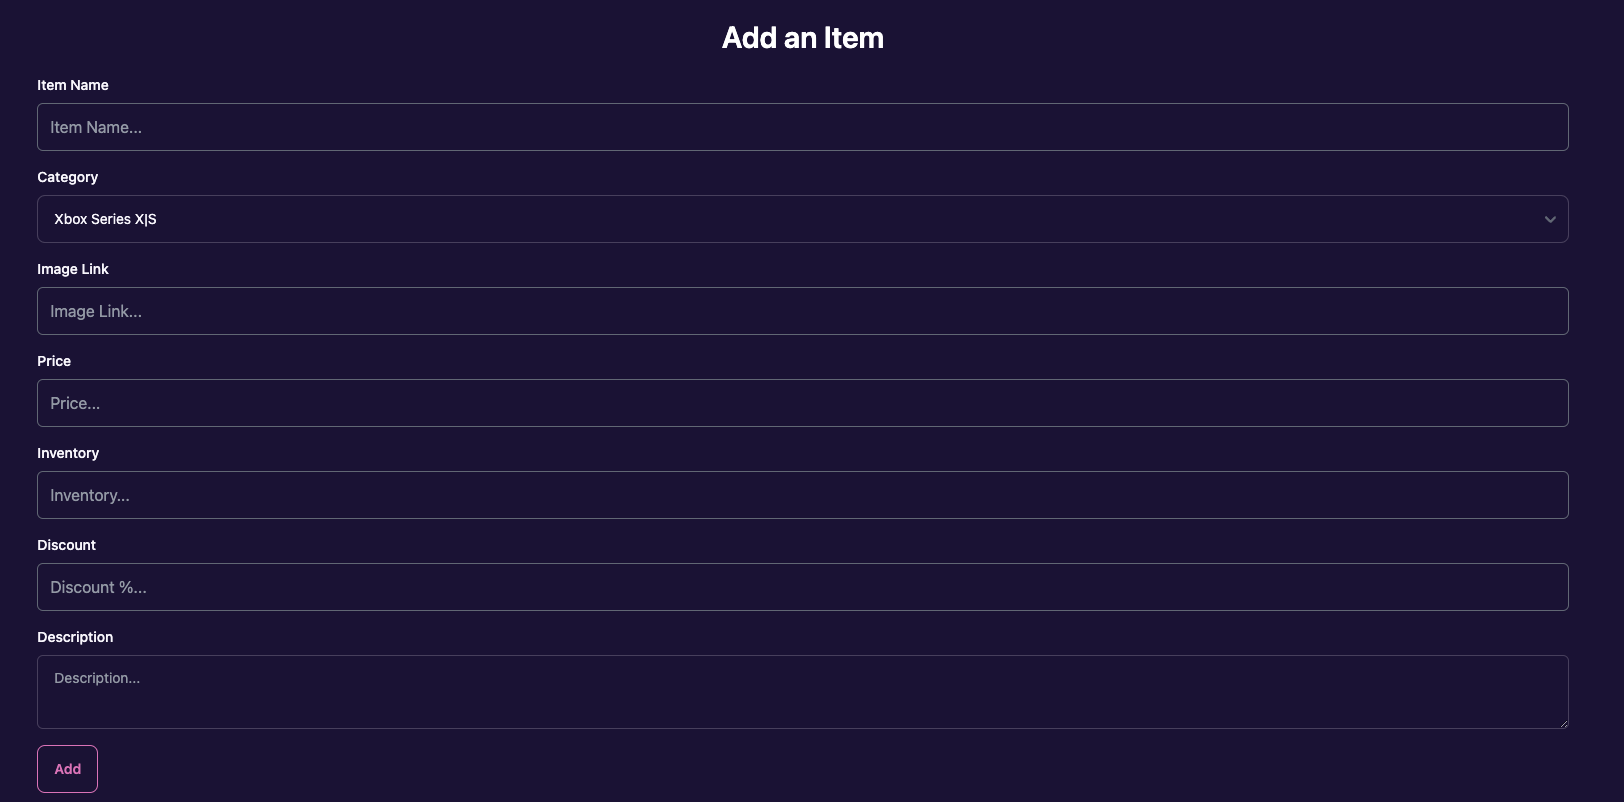 Add an Item
Item Name
Item Name...
Category
Xbox Series X|S
Image Link
Image Link...
Price
Price...
Inventory
Inventory...
Discount
Discount %...
Description
Description...
Add